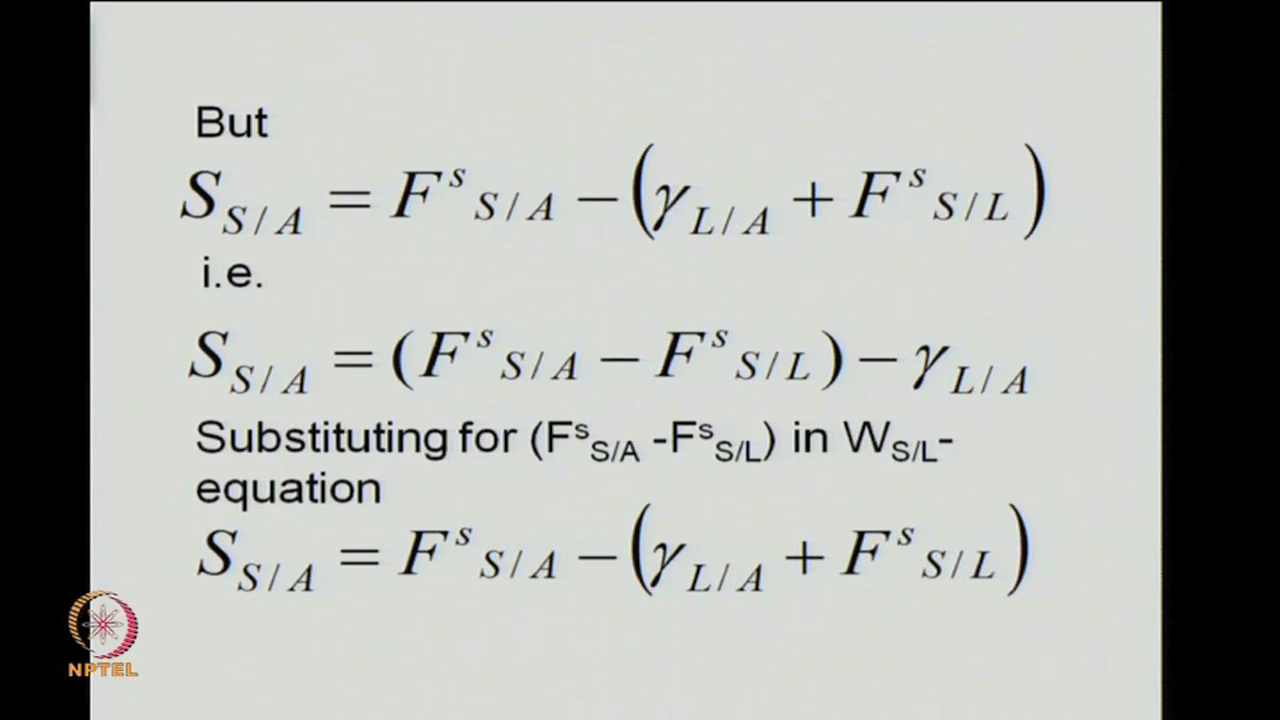 But
S_{S/A} = F^s_{S/A} − (γ_{L/A} + F^s_{S/L})
i.e.
S_{S/A} = (F^s_{S/A} − F^s_{S/L}) − γ_{L/A}
Substituting for (F^s_{S/A} -F^s_{S/L}) in W_{S/L}-
equation
S_{S/A} = F^s_{S/A} − (γ_{L/A} + F^s_{S/L})
NPTEL